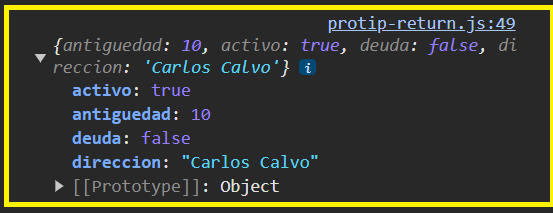 protip-return.js:49
▼ {antiguedad: 10, activo: true, deuda: false, di
reccion: 'Carlos Calvo'} i
activo: true
antiguedad: 10
deuda: false
direccion: "Carlos Calvo"
▶ [[Prototype]]: Object